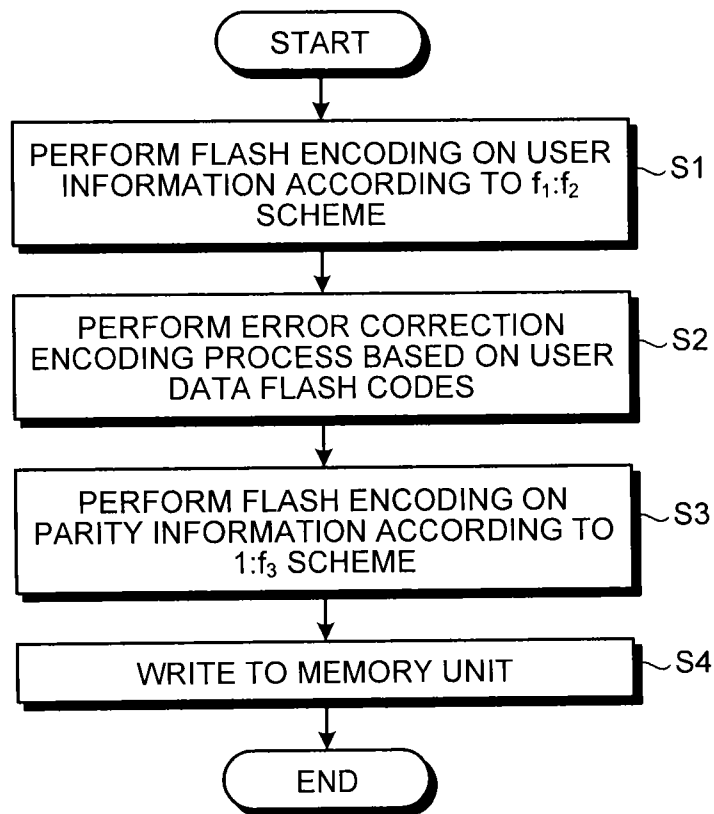 START
PERFORM FLASH ENCODING ON USER
INFORMATION ACCORDING TO f₁:f₂
SCHEME
S1
PERFORM ERROR CORRECTION
ENCODING PROCESS BASED ON USER
DATA FLASH CODES
S2
PERFORM FLASH ENCODING ON
PARITY INFORMATION ACCORDING TO
1:f₃ SCHEME
S3
WRITE TO MEMORY UNIT
S4
END